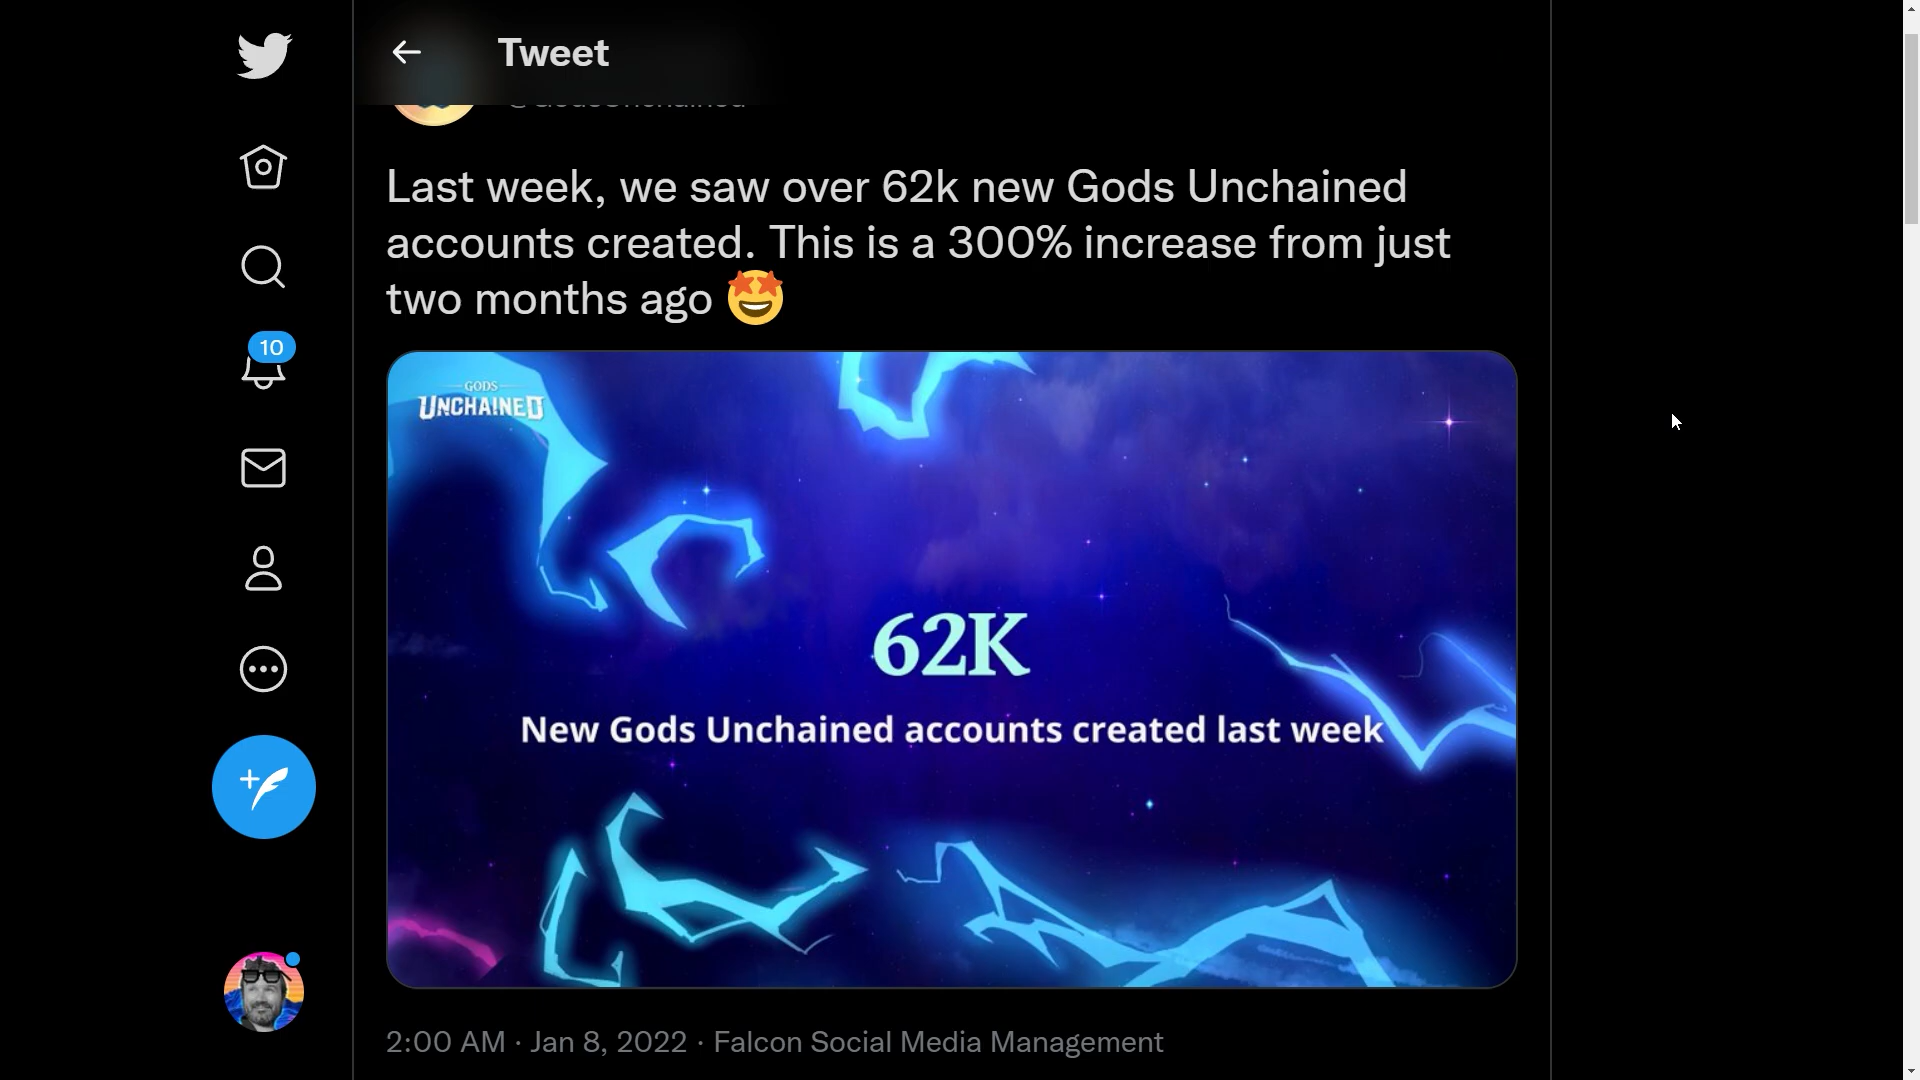 Tweet
@GodsUnchained
Last week, we saw over 62k new Gods Unchained
accounts created. This is a 300% increase from just
two months ago 🤩
10
GODS
UNCHAINED
62K
New Gods Unchained accounts created last week
2:00 AM · Jan 8, 2022 · Falcon Social Media Management